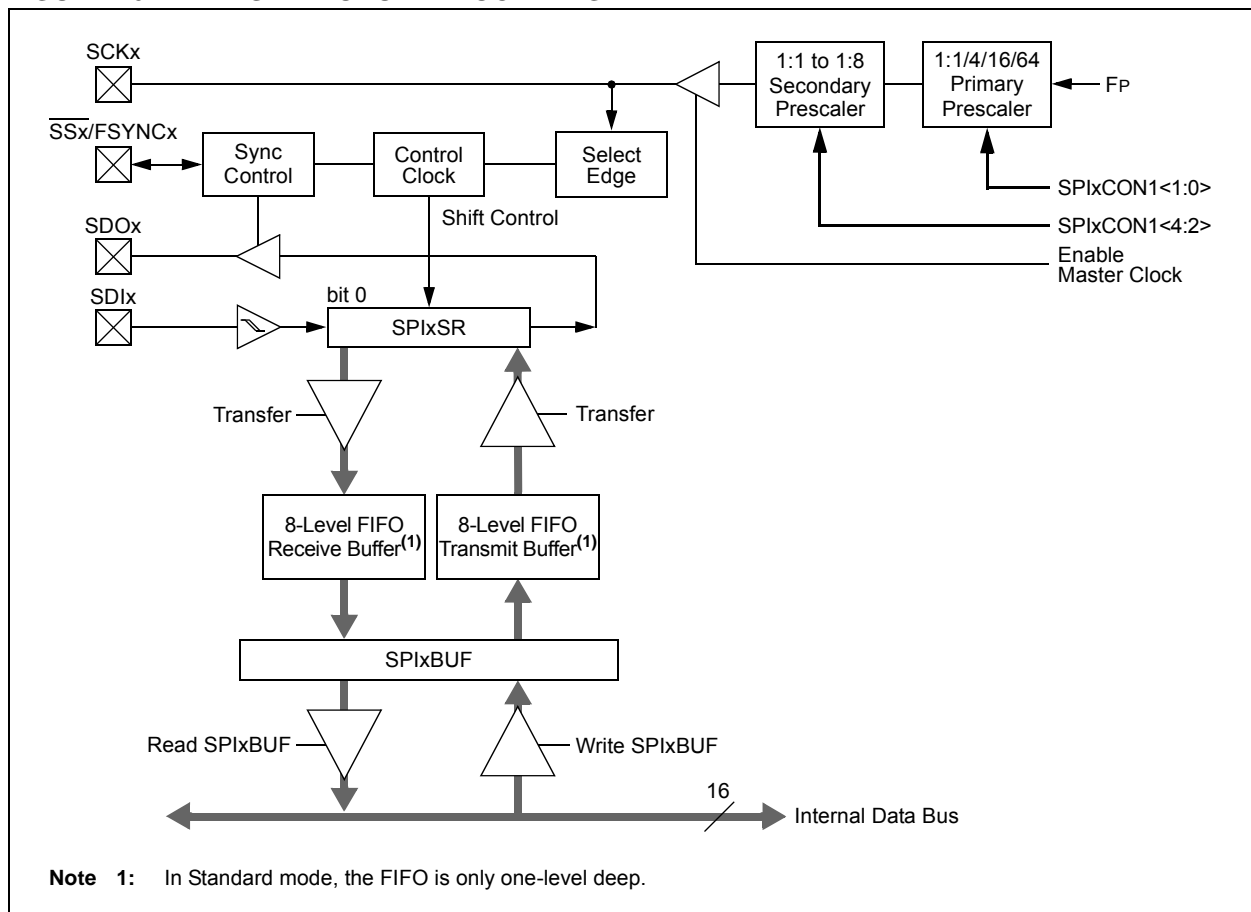 SCKx
SSx/FSYNCx
SDOx
SDIx
Sync
Control
Control
Clock
Select
Edge
1:1 to 1:8
Secondary
Prescaler
1:1/4/16/64
Primary
Prescaler
FP
SPIxCON1<1:0>
SPIxCON1<4:2>
Enable
Master Clock
Shift Control
bit 0
SPIxSR
Transfer
Transfer
8-Level FIFO
Receive Buffer(1)
8-Level FIFO
Transmit Buffer(1)
SPIxBUF
Read SPIxBUF
Write SPIxBUF
16
Internal Data Bus
Note 1: In Standard mode, the FIFO is only one-level deep.